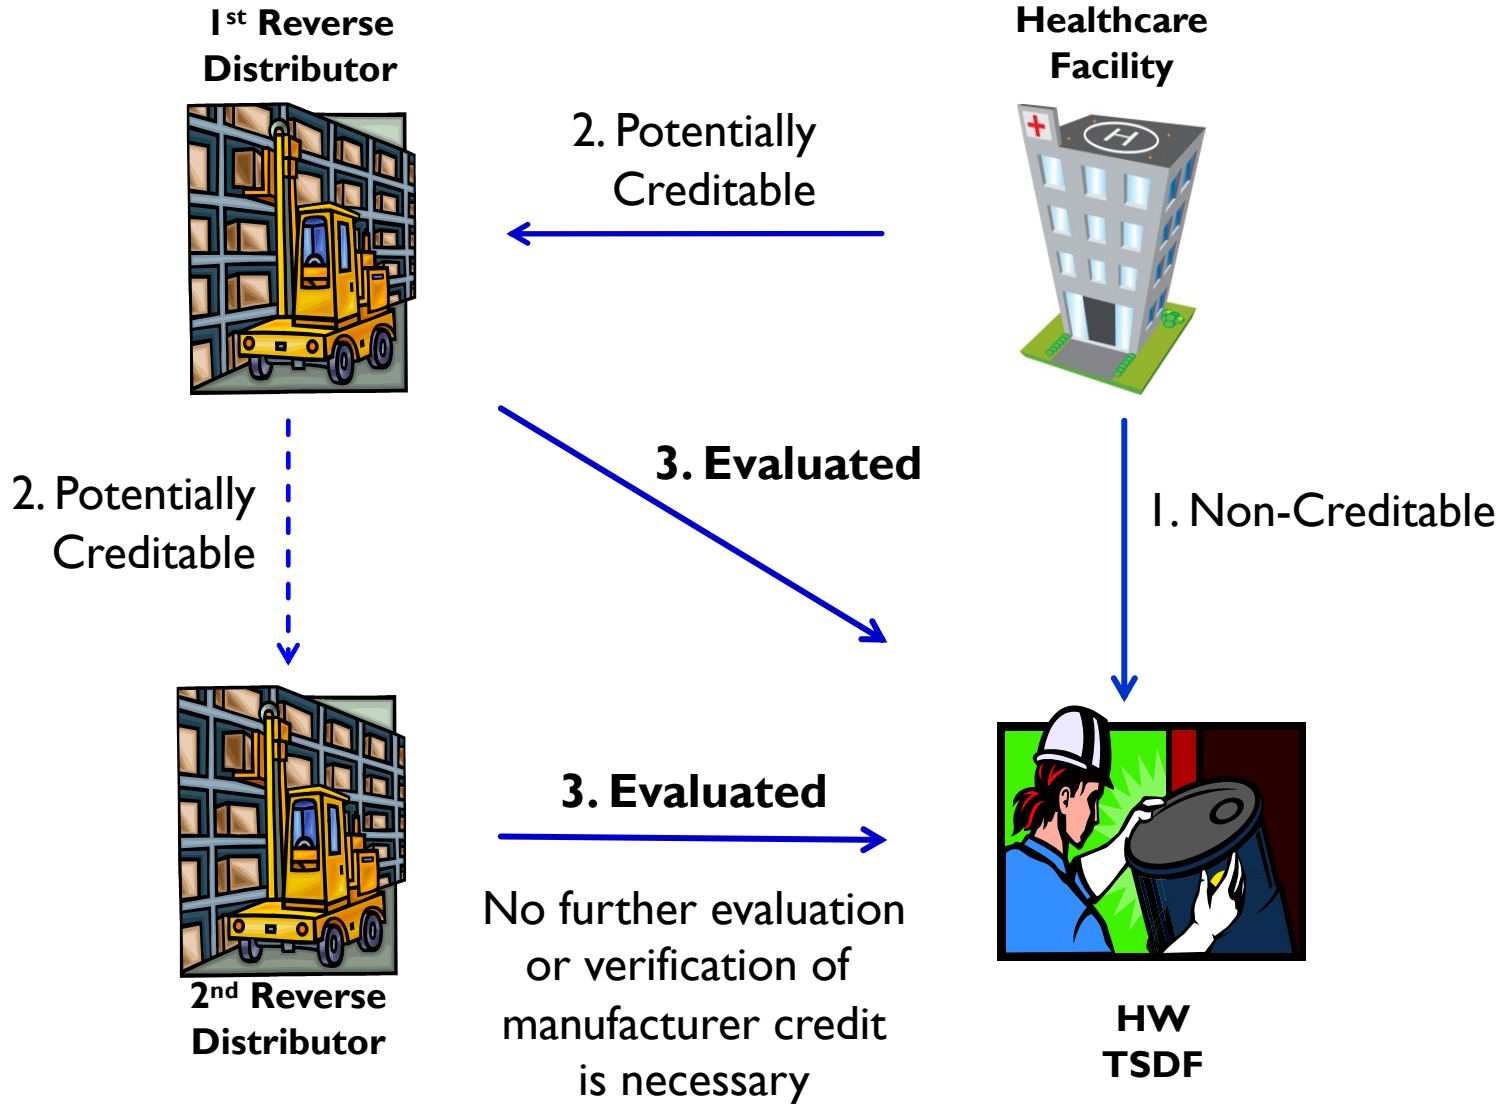 1st Reverse
Distributor
Healthcare
Facility
2. Potentially
Creditable
H
3. Evaluated
2. Potentially
Creditable
1. Non-Creditable
3. Evaluated
No further evaluation
or verification of
manufacturer credit
is necessary
2nd Reverse
Distributor
HW
TSDF